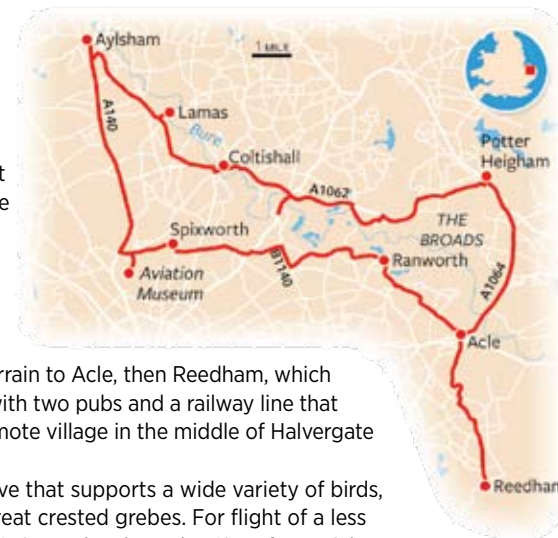 Aylsham
1 MILE
A140
Lamas
Bure
Coltishall
Potter
Heigham
A1062
THE
BROADS
Spixworth
B1140
Ranworth
A1064
Aviation
Museum
Acle
Reedham
rrain to Acle, then Reedham, which
with two pubs and a railway line that
mote village in the middle of Halvergate
ve that supports a wide variety of birds,
reat crested grebes. For flight of a less